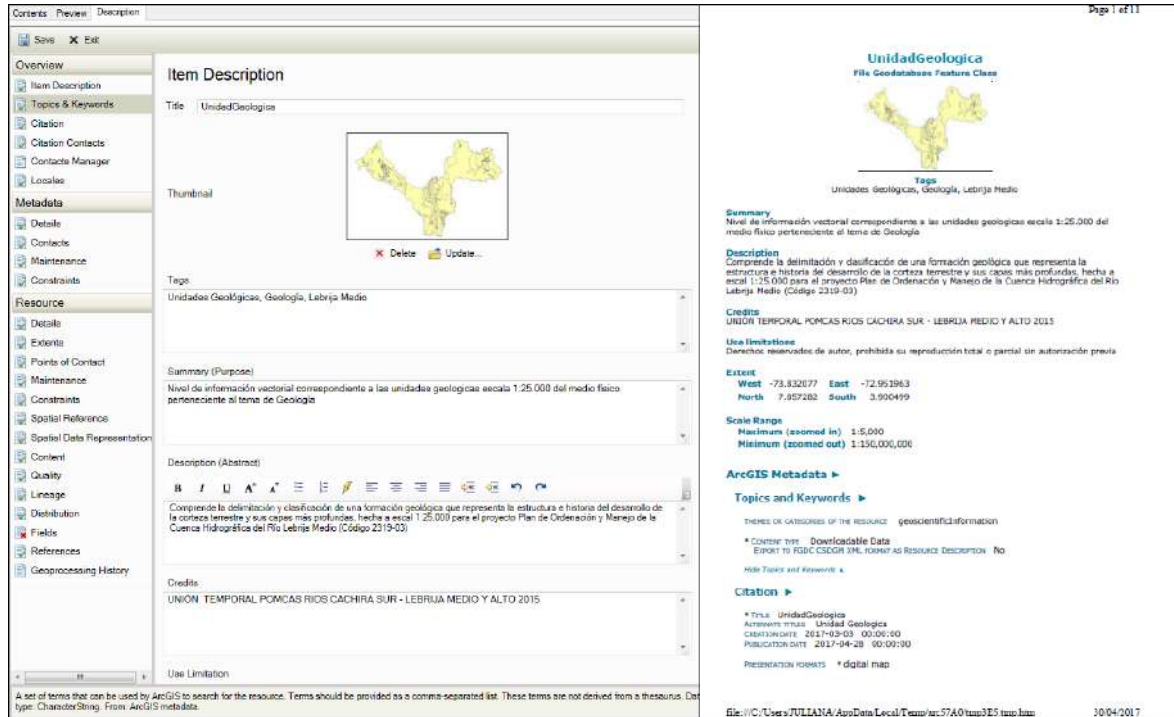 Contents Preview Description
Save X Exit
Overview
Item Description
Topics & Keywords
Citation
Citation Contacts
Contacts Manager
Locales
Metadata
Details
Contacts
Maintenance
Constraints
Resource
Details
Extents
Points of Contact
Maintenance
Constraints
Spatial Reference
Spatial Data Representation
Content
Quality
Lineage
Distribution
Fields
References
Geoprocessing History
Item Description
Title UnidadGeologica
Thumbnail
Delete Update...
Tags
Unidades Geológicas, Geología, Lebrija Medio
Summary (Purpose)
Nivel de información vectorial correspondiente a las unidades geologicas escala 1:25.000 del medio físico
perteneciente al tema de Geología
Description (Abstract)
B I U A A
Comprende la delimitación y clasificación de una formación geológica que representa la estructura e historia del desarrollo de
la corteza terrestre y sus capas más profundas, hecha a escal 1:25.000 para el proyecto Plan de Ordenación y Manejo de la
Cuenca Hidrográfica del Río Lebrija Medio (Código 2319-03)
Credits
UNIÓN TEMPORAL POMCAS RIOS CACHIRA SUR - LEBRIJA MEDIO Y ALTO 2015
Use Limitation
A set of terms that can be used by ArcGIS to search for the resource. Terms should be provided as a comma-separated list. These terms are not derived from a thesaurus. Dat
type: CharacterString. From: ArcGIS metadata.
Page 1 of 11
UnidadGeologica
File Geodatabase Feature Class
Tags
Unidades Geológicas, Geología, Lebrija Medio
Summary
Nivel de información vectorial correspondiente a las unidades geologicas escala 1:25.000 del
medio físico perteneciente al tema de Geología
Description
Comprende la delimitación y clasificación de una formación geológica que representa la
estructura e historia del desarrollo de la corteza terrestre y sus capas más profundas, hecha a
escal 1:25.000 para el proyecto Plan de Ordenación y Manejo de la Cuenca Hidrográfica del Río
Lebrija Medio (Código 2319-03)
Credits
UNIÓN TEMPORAL POMCAS RIOS CACHIRA SUR - LEBRIJA MEDIO Y ALTO 2015
Use limitations
Derechos reservados de autor, prohibida su reproducción total o parcial sin autorización previa
Extent
West -73.832077 East -72.951963
North 7.857282 South 3.900499
Scale Range
Maximum (zoomed in) 1:5,000
Minimum (zoomed out) 1:150,000,000
ArcGIS Metadata ►
Topics and Keywords ►
THEMES OR CATEGORIES OF THE RESOURCE geoscientificInformation
* CONTENT TYPE Downloadable Data
EXPORT TO FGDC CSDGM XML FORMAT AS RESOURCE DESCRIPTION No
Hide Topics and Keywords ▲
Citation ►
* TITLE UnidadGeologica
ALTERNATE TITLES Unidad Geologica
CREATION DATE 2017-03-03 00:00:00
PUBLICATION DATE 2017-04-28 00:00:00
PRESENTATION FORMATS * digital map
file:///C:/Users/JULIANA/AppData/Local/Temp/arc57A0/tmp3E5.tmp.htm 30/04/2017